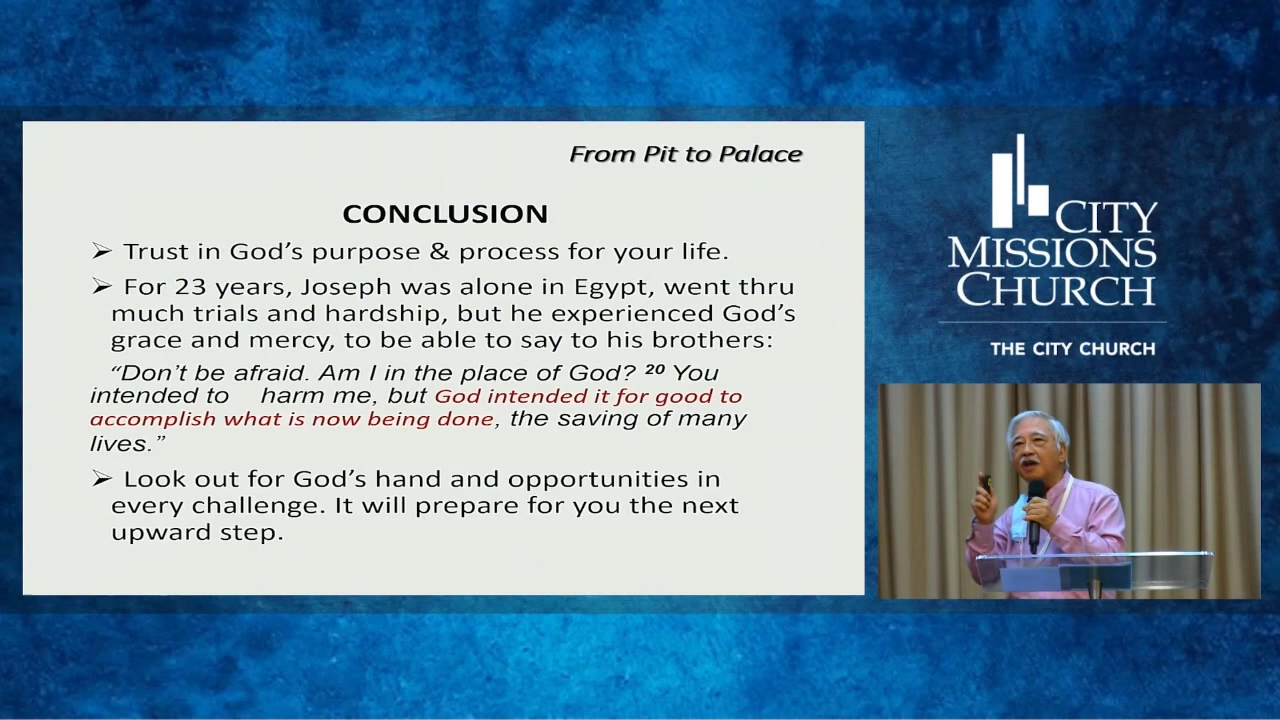 From Pit to Palace
CONCLUSION
➢ Trust in God’s purpose & process for your life.
➢ For 23 years, Joseph was alone in Egypt, went thru
much trials and hardship, but he experienced God’s
grace and mercy, to be able to say to his brothers:
“Don’t be afraid. Am I in the place of God? 20 You
intended to harm me, but God intended it for good to
accomplish what is now being done, the saving of many
lives.”
➢ Look out for God’s hand and opportunities in
every challenge. It will prepare for you the next
upward step.
CITY
MISSIONS
CHURCH
THE CITY CHURCH